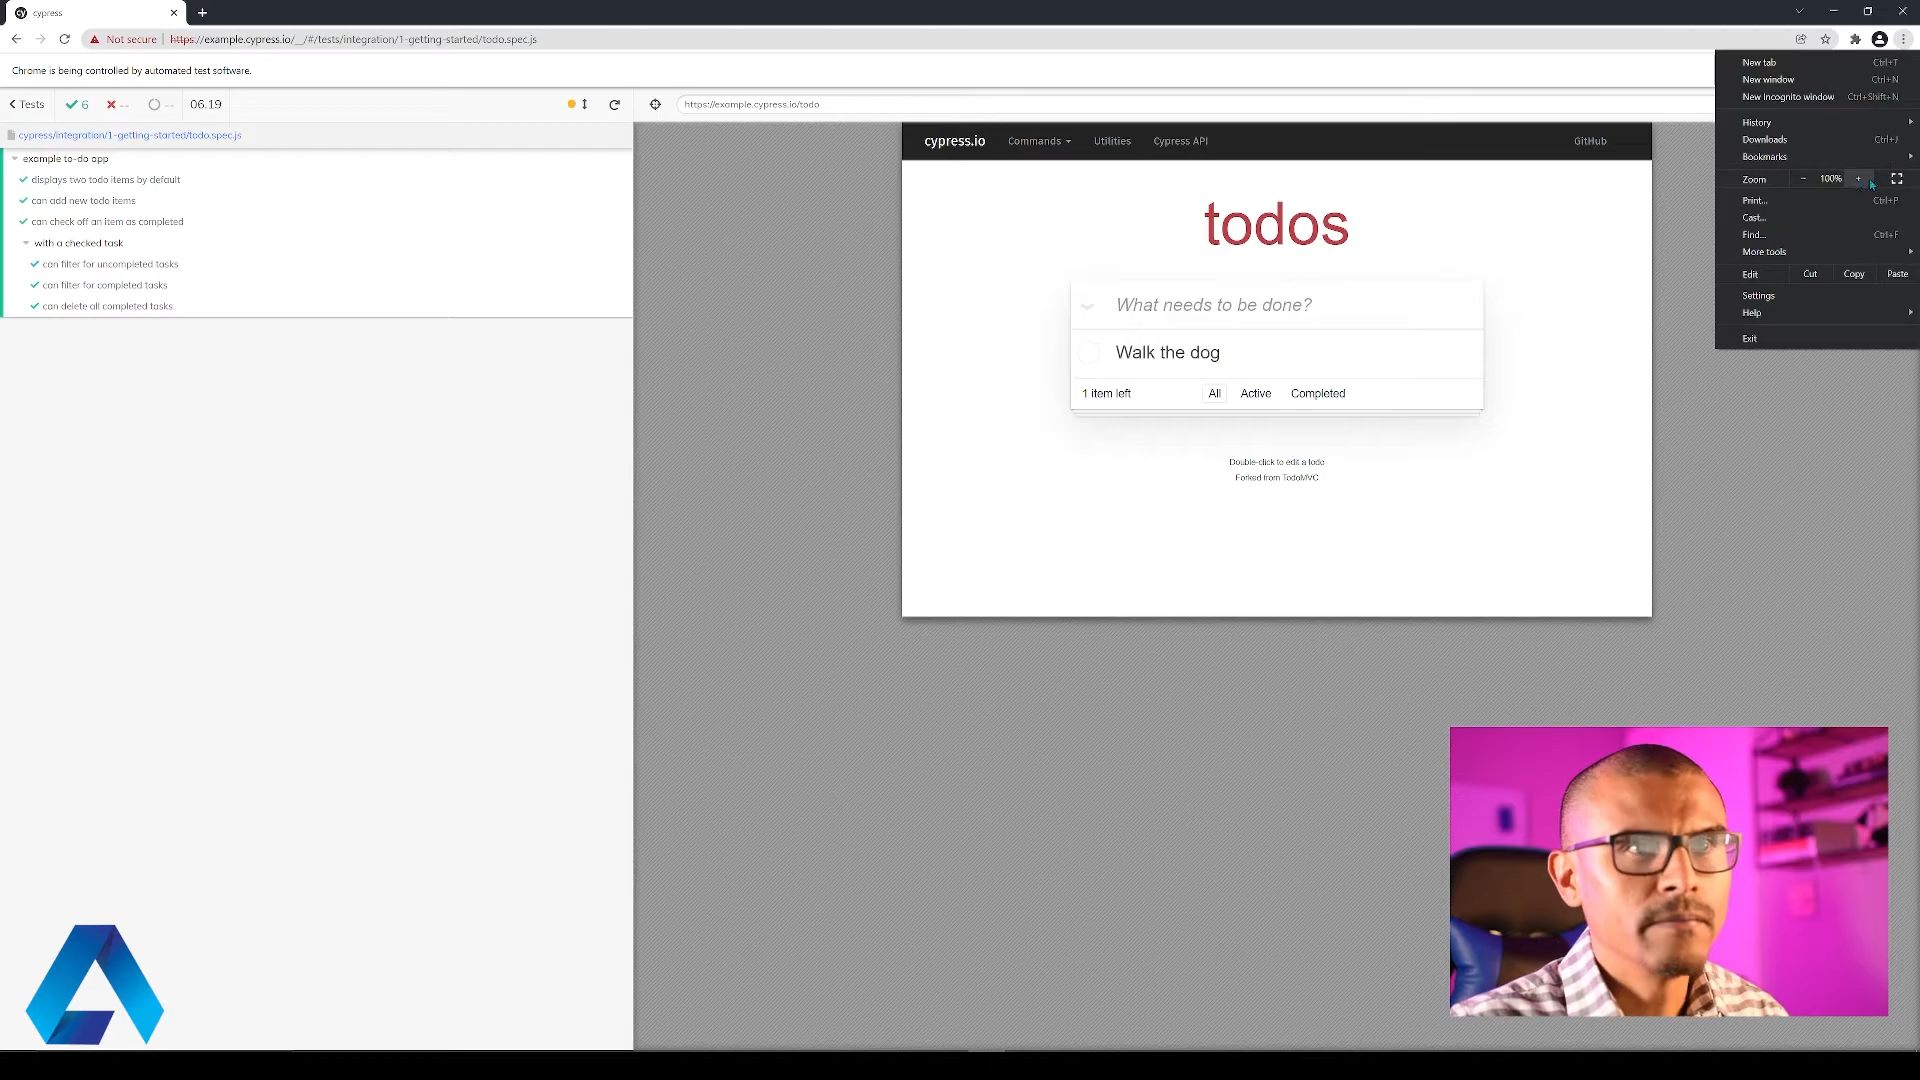 cypress
Not secure | https://example.cypress.io/__/#/tests/integration/1-getting-started/todo.spec.js
Chrome is being controlled by automated test software.
Tests 6 -- -- 06.19
https://example.cypress.io/todo
cypress/integration/1-getting-started/todo.spec.js
example to-do app
displays two todo items by default
can add new todo items
can check off an item as completed
with a checked task
can filter for uncompleted tasks
can filter for completed tasks
can delete all completed tasks
cypress.io Commands Utilities Cypress API GitHub
todos
What needs to be done?
Walk the dog
1 item left All Active Completed
Double-click to edit a todo
Forked from TodoMVC
New tab Ctrl+T
New window Ctrl+N
New Incognito window Ctrl+Shift+N
History
Downloads Ctrl+J
Bookmarks
Zoom − 100% +
Print... Ctrl+P
Cast...
Find... Ctrl+F
More tools
Edit Cut Copy Paste
Settings
Help
Exit